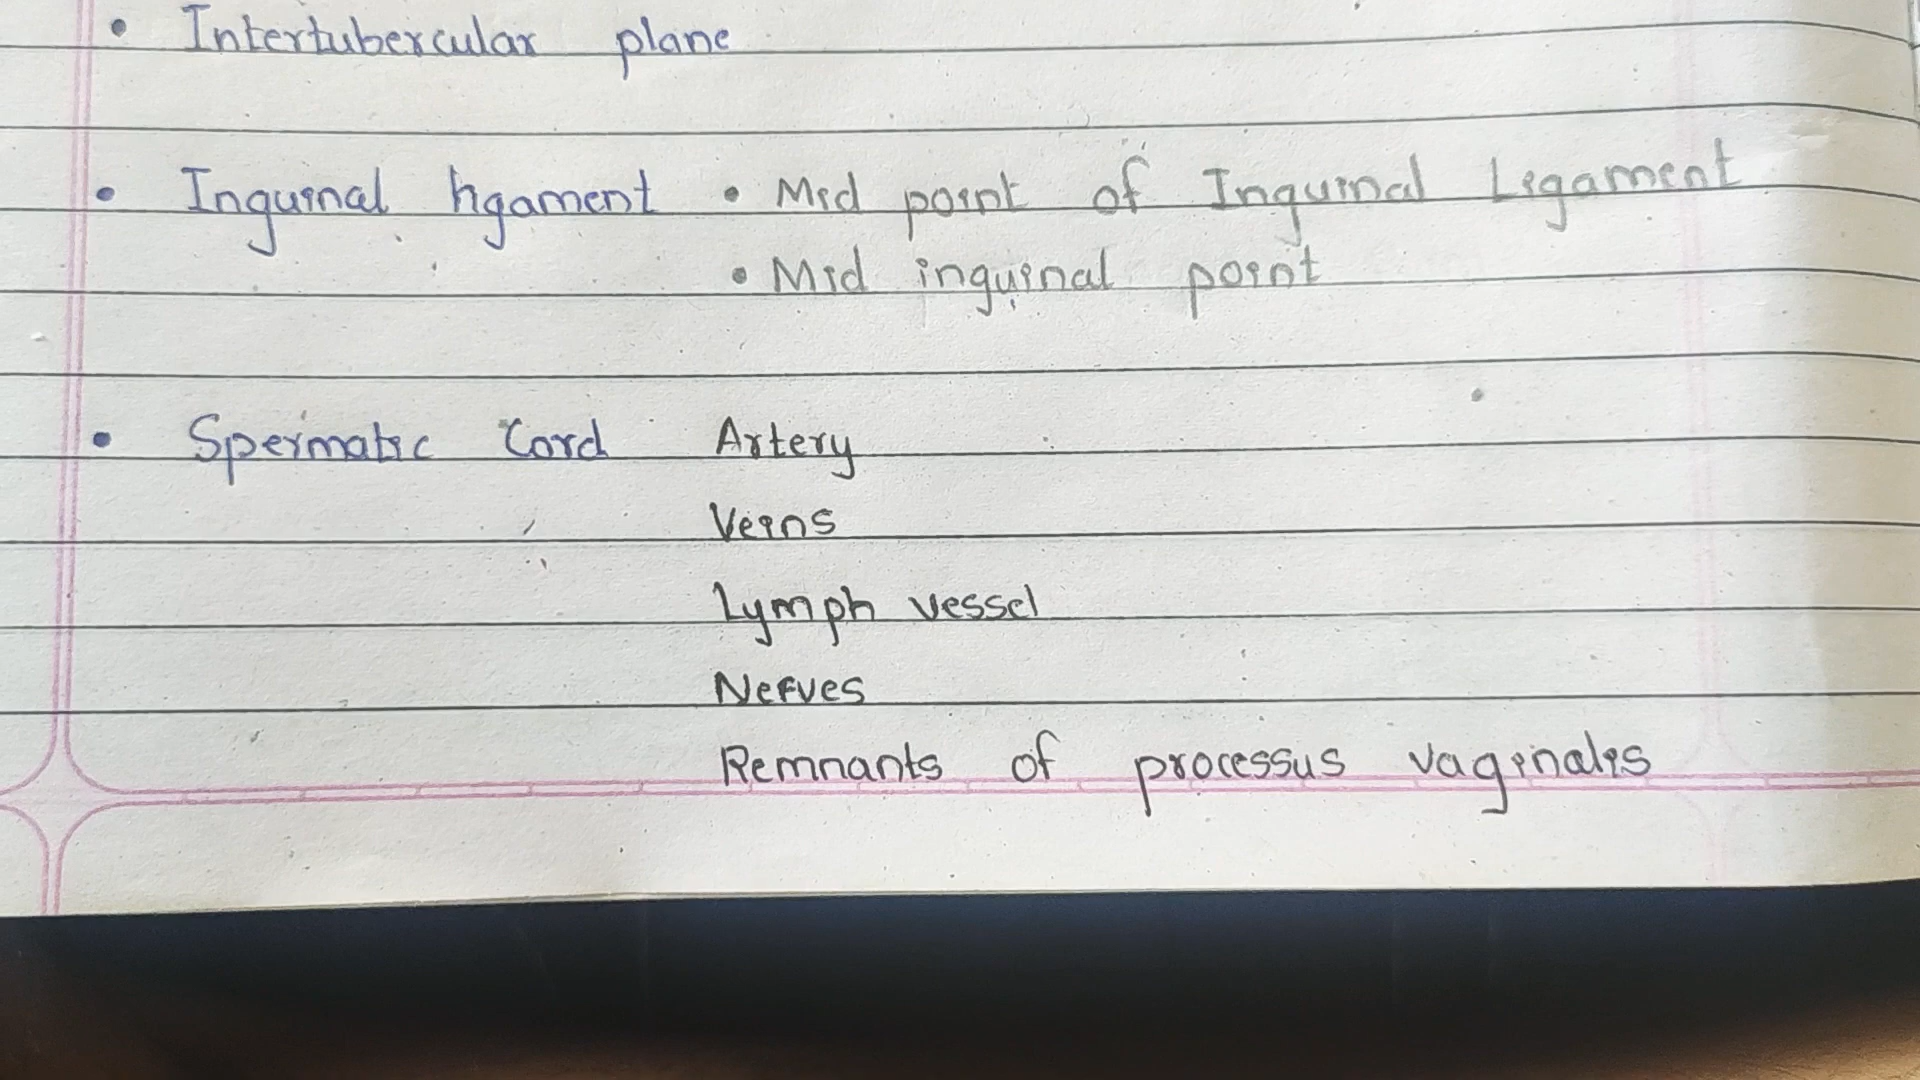 • Intertubercular plane
• Inguinal ligament • Mid point of Inguinal Ligament
• Mid inguinal point
• Spermatic Cord Artery
Veins
Lymph vessel
Nerves
Remnants of processus vaginalis